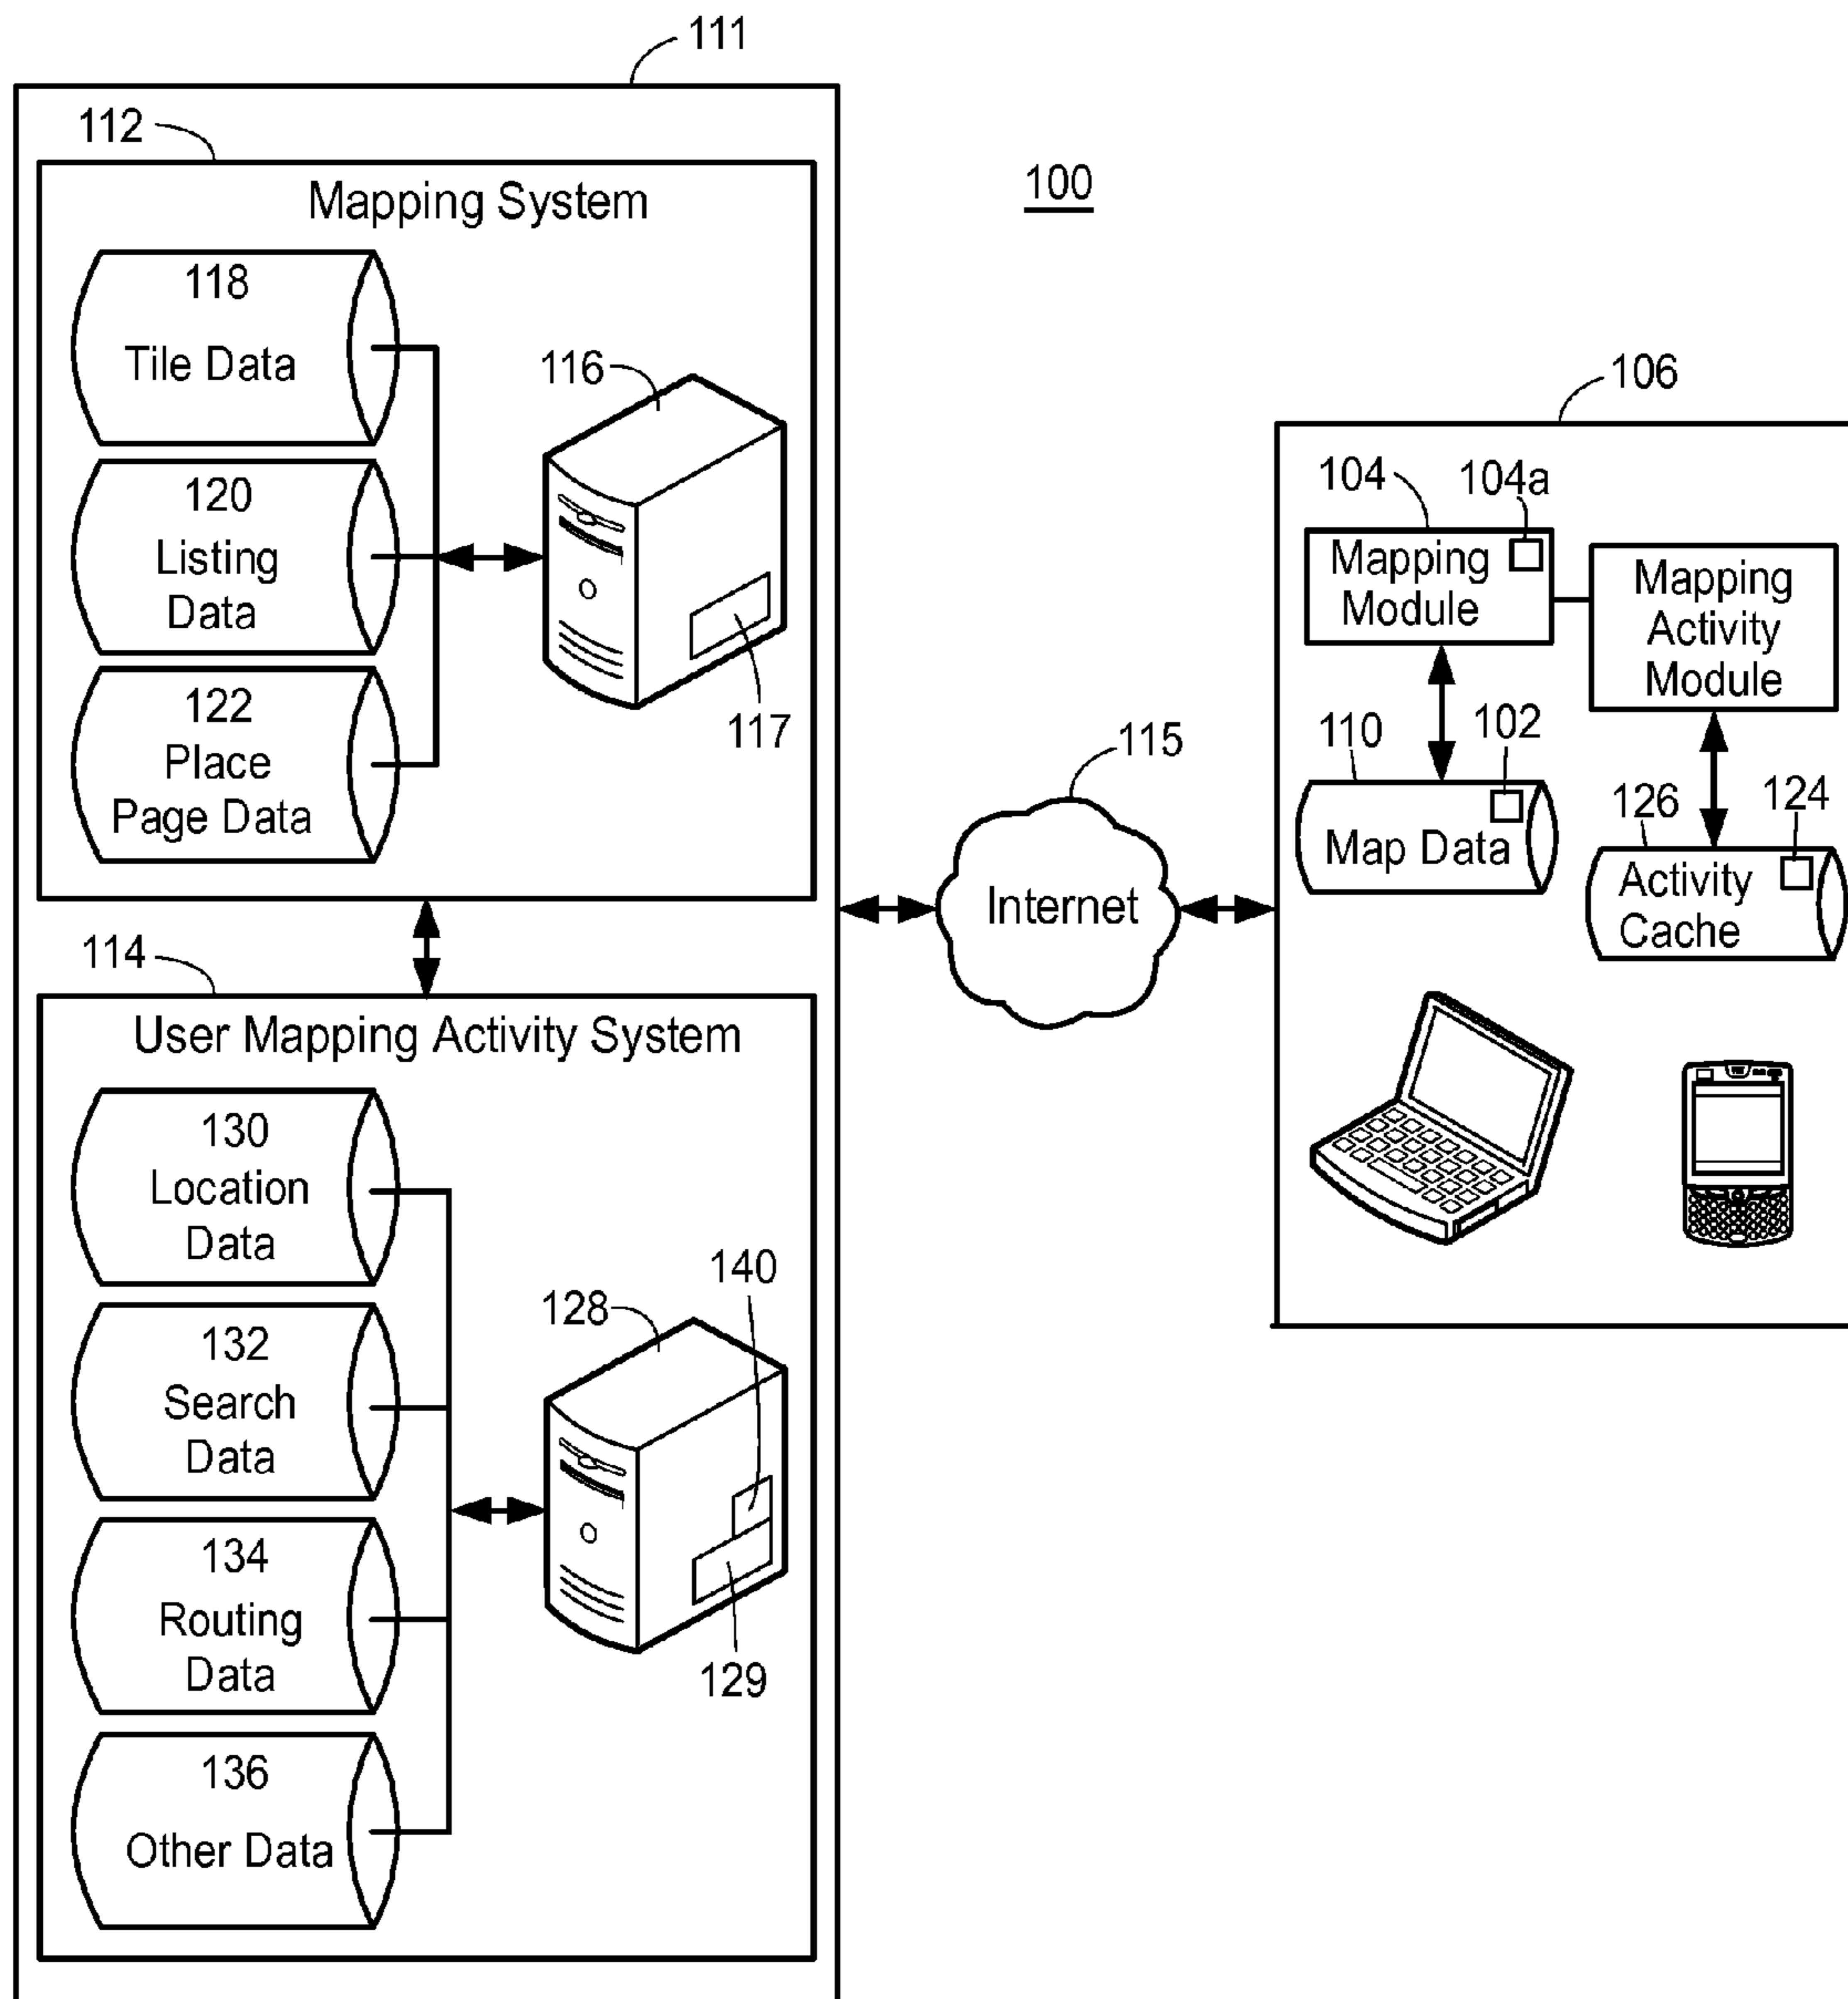 111
112
Mapping System
100
118
Tile Data
116
120
Listing
Data
117
122
Place
Page Data
106
104
104a
Mapping
Module
Mapping
Activity
Module
110
102
Map Data
126
124
Activity
Cache
115
Internet
114
User Mapping Activity System
130
Location
Data
140
128
132
Search
Data
134
Routing
Data
129
136
Other Data